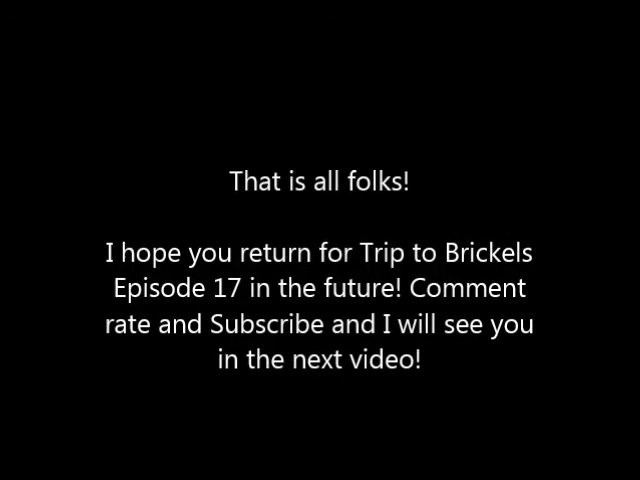 That is all folks!
I hope you return for Trip to Brickels
Episode 17 in the future! Comment
rate and Subscribe and I will see you
in the next video!